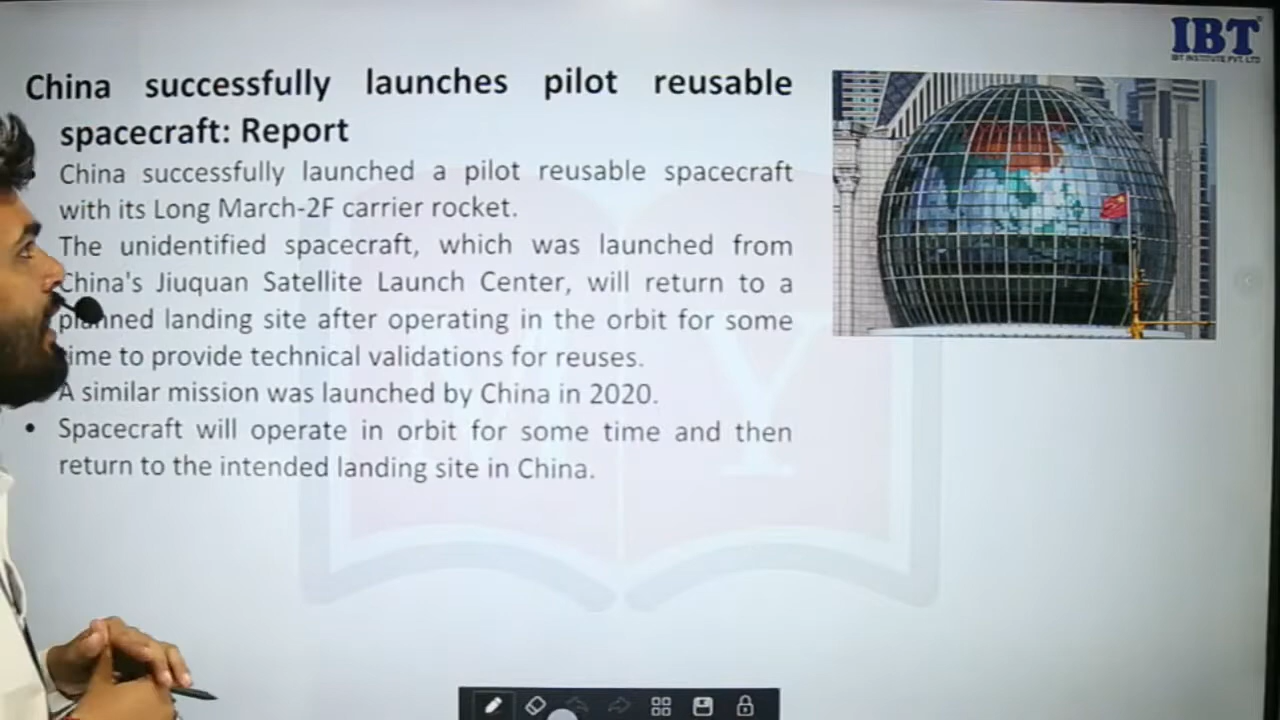 IBT
IBT INSTITUTE PVT. LTD
China successfully launches pilot reusable
spacecraft: Report
China successfully launched a pilot reusable spacecraft
with its Long March-2F carrier rocket.
The unidentified spacecraft, which was launched from
China's Jiuquan Satellite Launch Center, will return to a
planned landing site after operating in the orbit for some
time to provide technical validations for reuses.
A similar mission was launched by China in 2020.
• Spacecraft will operate in orbit for some time and then
return to the intended landing site in China.
M Y